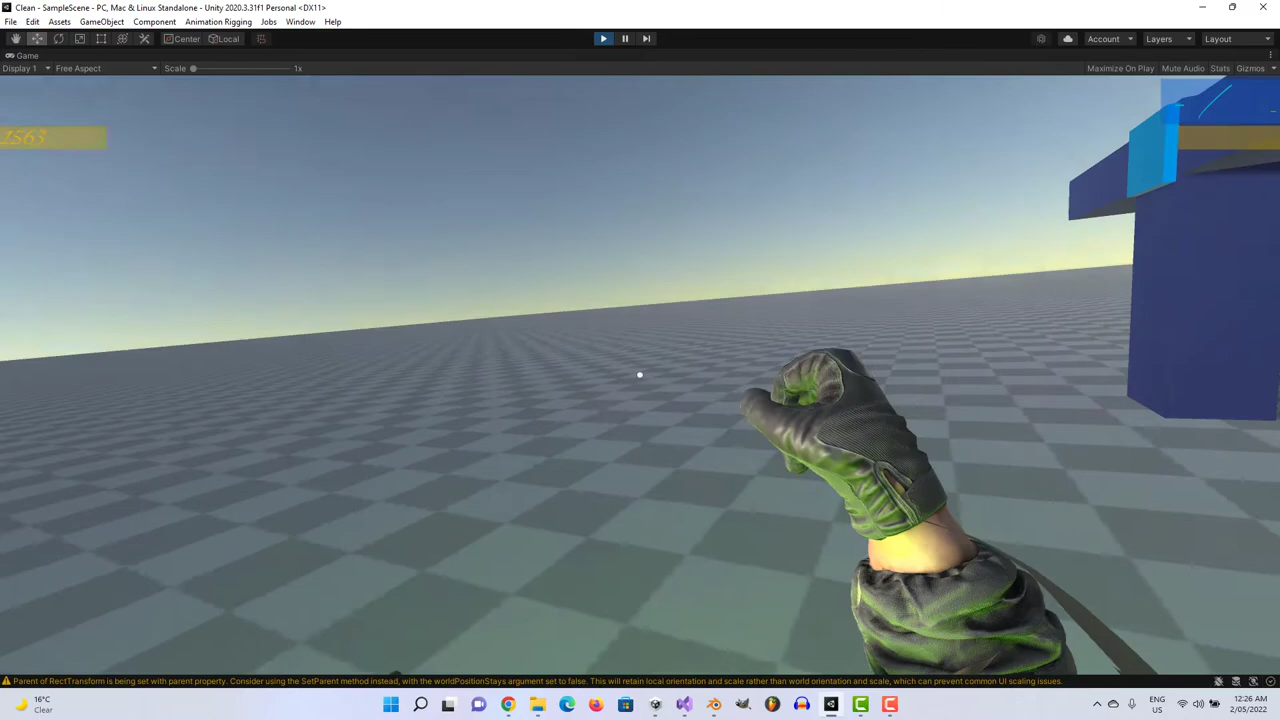 Clean - SampleScene - PC, Mac & Linux Standalone - Unity 2020.3.31f1 Personal <DX11>
File Edit Assets GameObject Component Animation Rigging Jobs Window Help
Center Local Account Layers Layout
Game
Display 1 Free Aspect Scale 1x Maximize On Play Mute Audio Stats Gizmos
1563
Parent of RectTransform is being set with parent property. Consider using the SetParent method instead, with the worldPositionStays argument set to false. This will retain local orientation and scale rather than world orientation and scale, which can prevent common UI scaling issues.
16°C
Clear
ENG
US
12:26 AM
2/05/2022